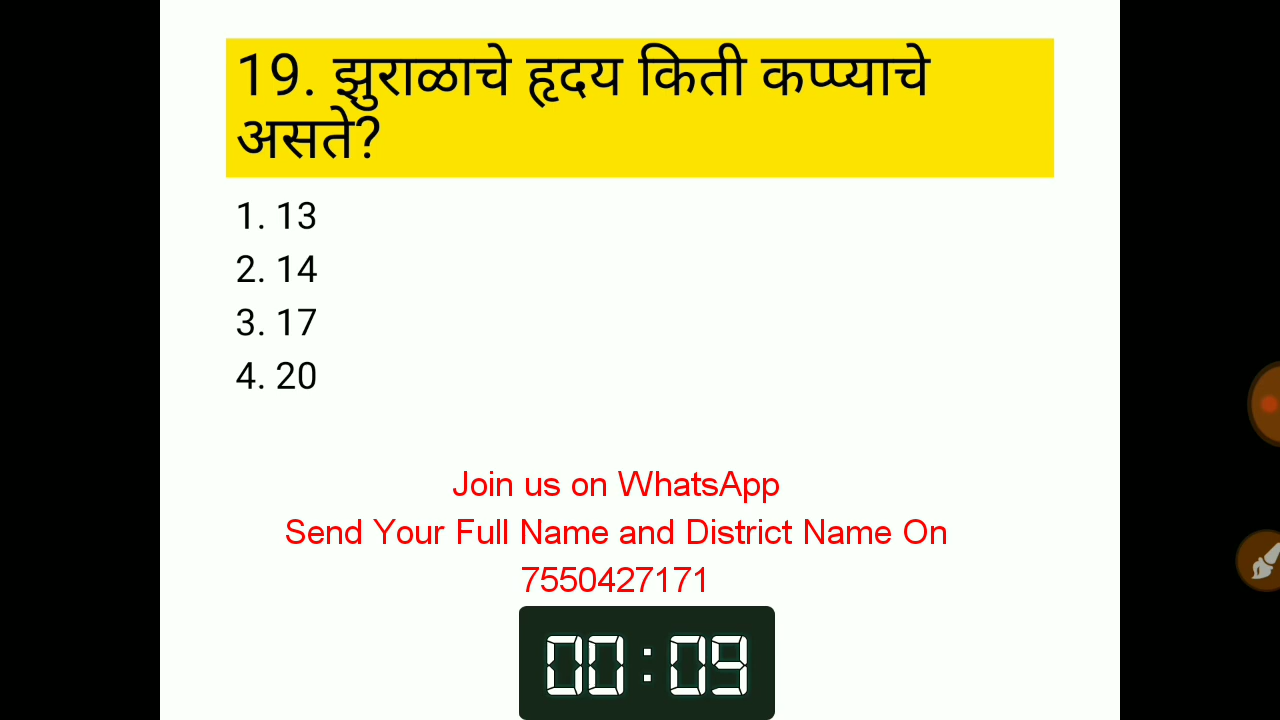 19. झुराळाचे हृदय किती कप्प्याचे
असते?
1. 13
2. 14
3. 17
4. 20
Join us on WhatsApp
Send Your Full Name and District Name On
7550427171
00:09